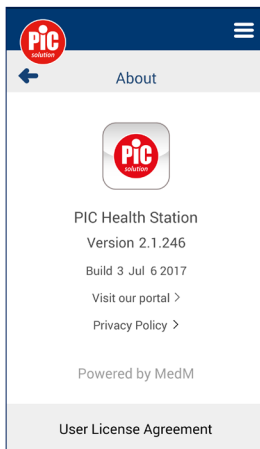 PiC
solution
About
PiC
solution
PIC Health Station
Version 2.1.246
Build 3 Jul 6 2017
Visit our portal >
Privacy Policy >
Powered by MedM
User License Agreement